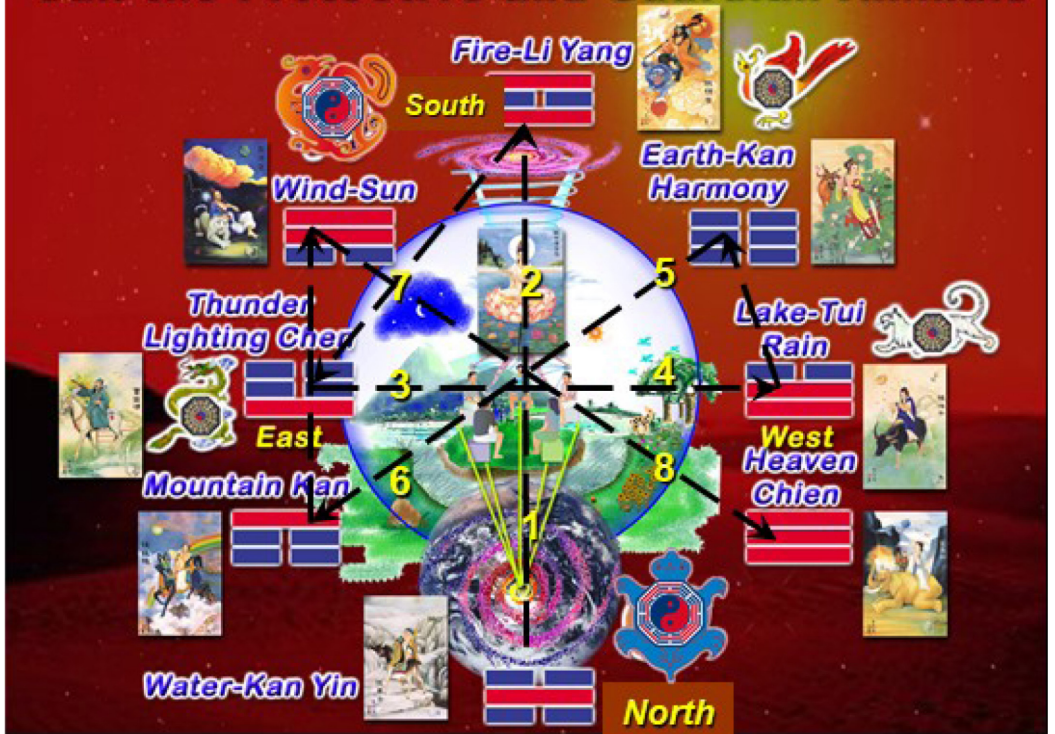 Fire-Li Yang
South
Earth-Kan
Harmony
Wind-Sun
7
2
5
Thunder
Lighting Chen
Lake-Tui
Rain
3
4
East
West
Mountain Kan
6
8
Heaven
Chien
1
Water-Kan Yin
North